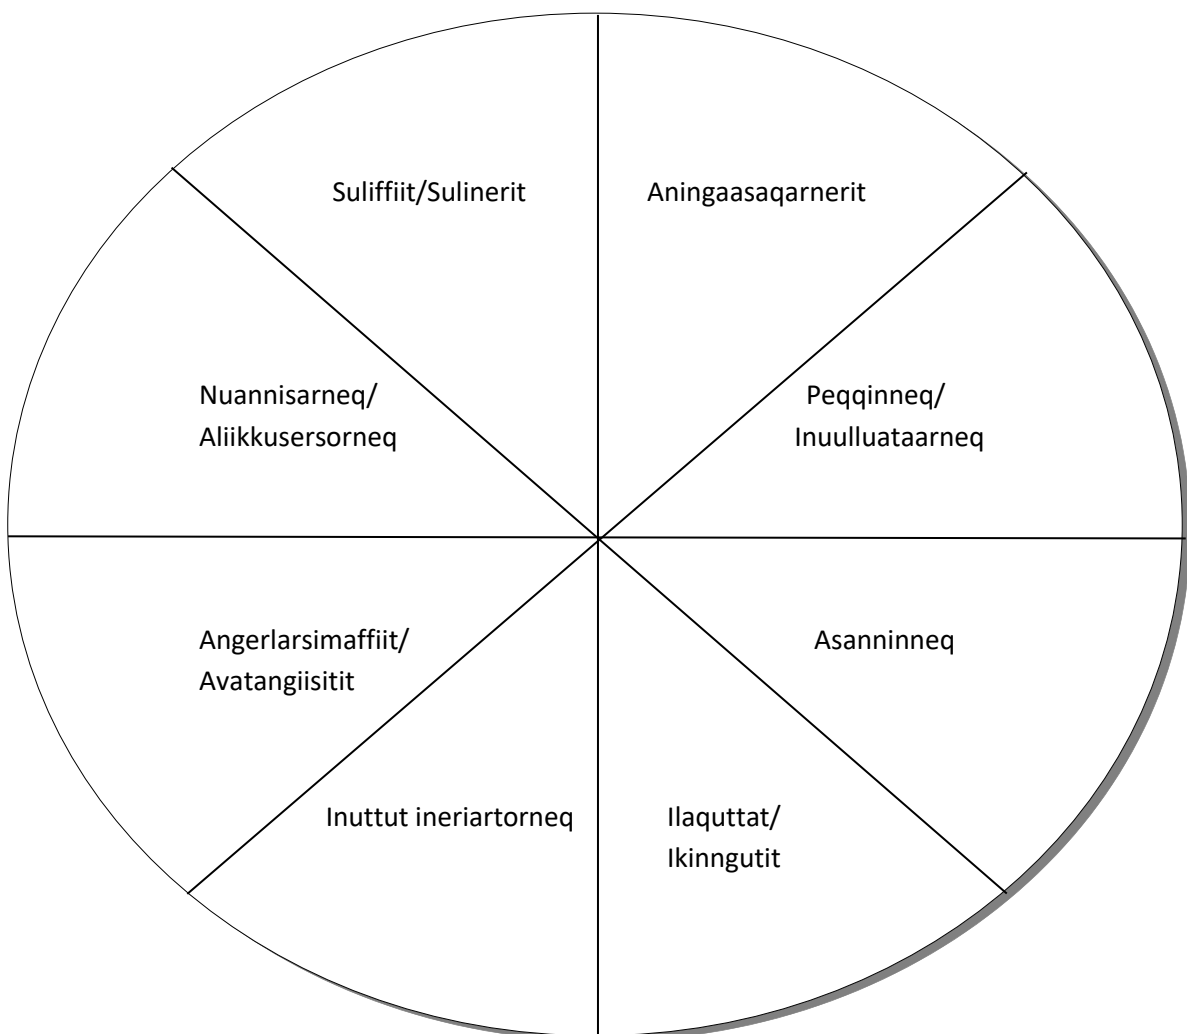 Suliffiit/Sulinerit
Aningaasaqarnerit
Nuannisarneq/
Aliikkusersorneq
Peqqinneq/
Inuulluataarneq
Angerlarsimaffiit/
Avatangiisitit
Asanninneq
Inuttut ineriartorneq
Ilaquttat/
Ikinngutit